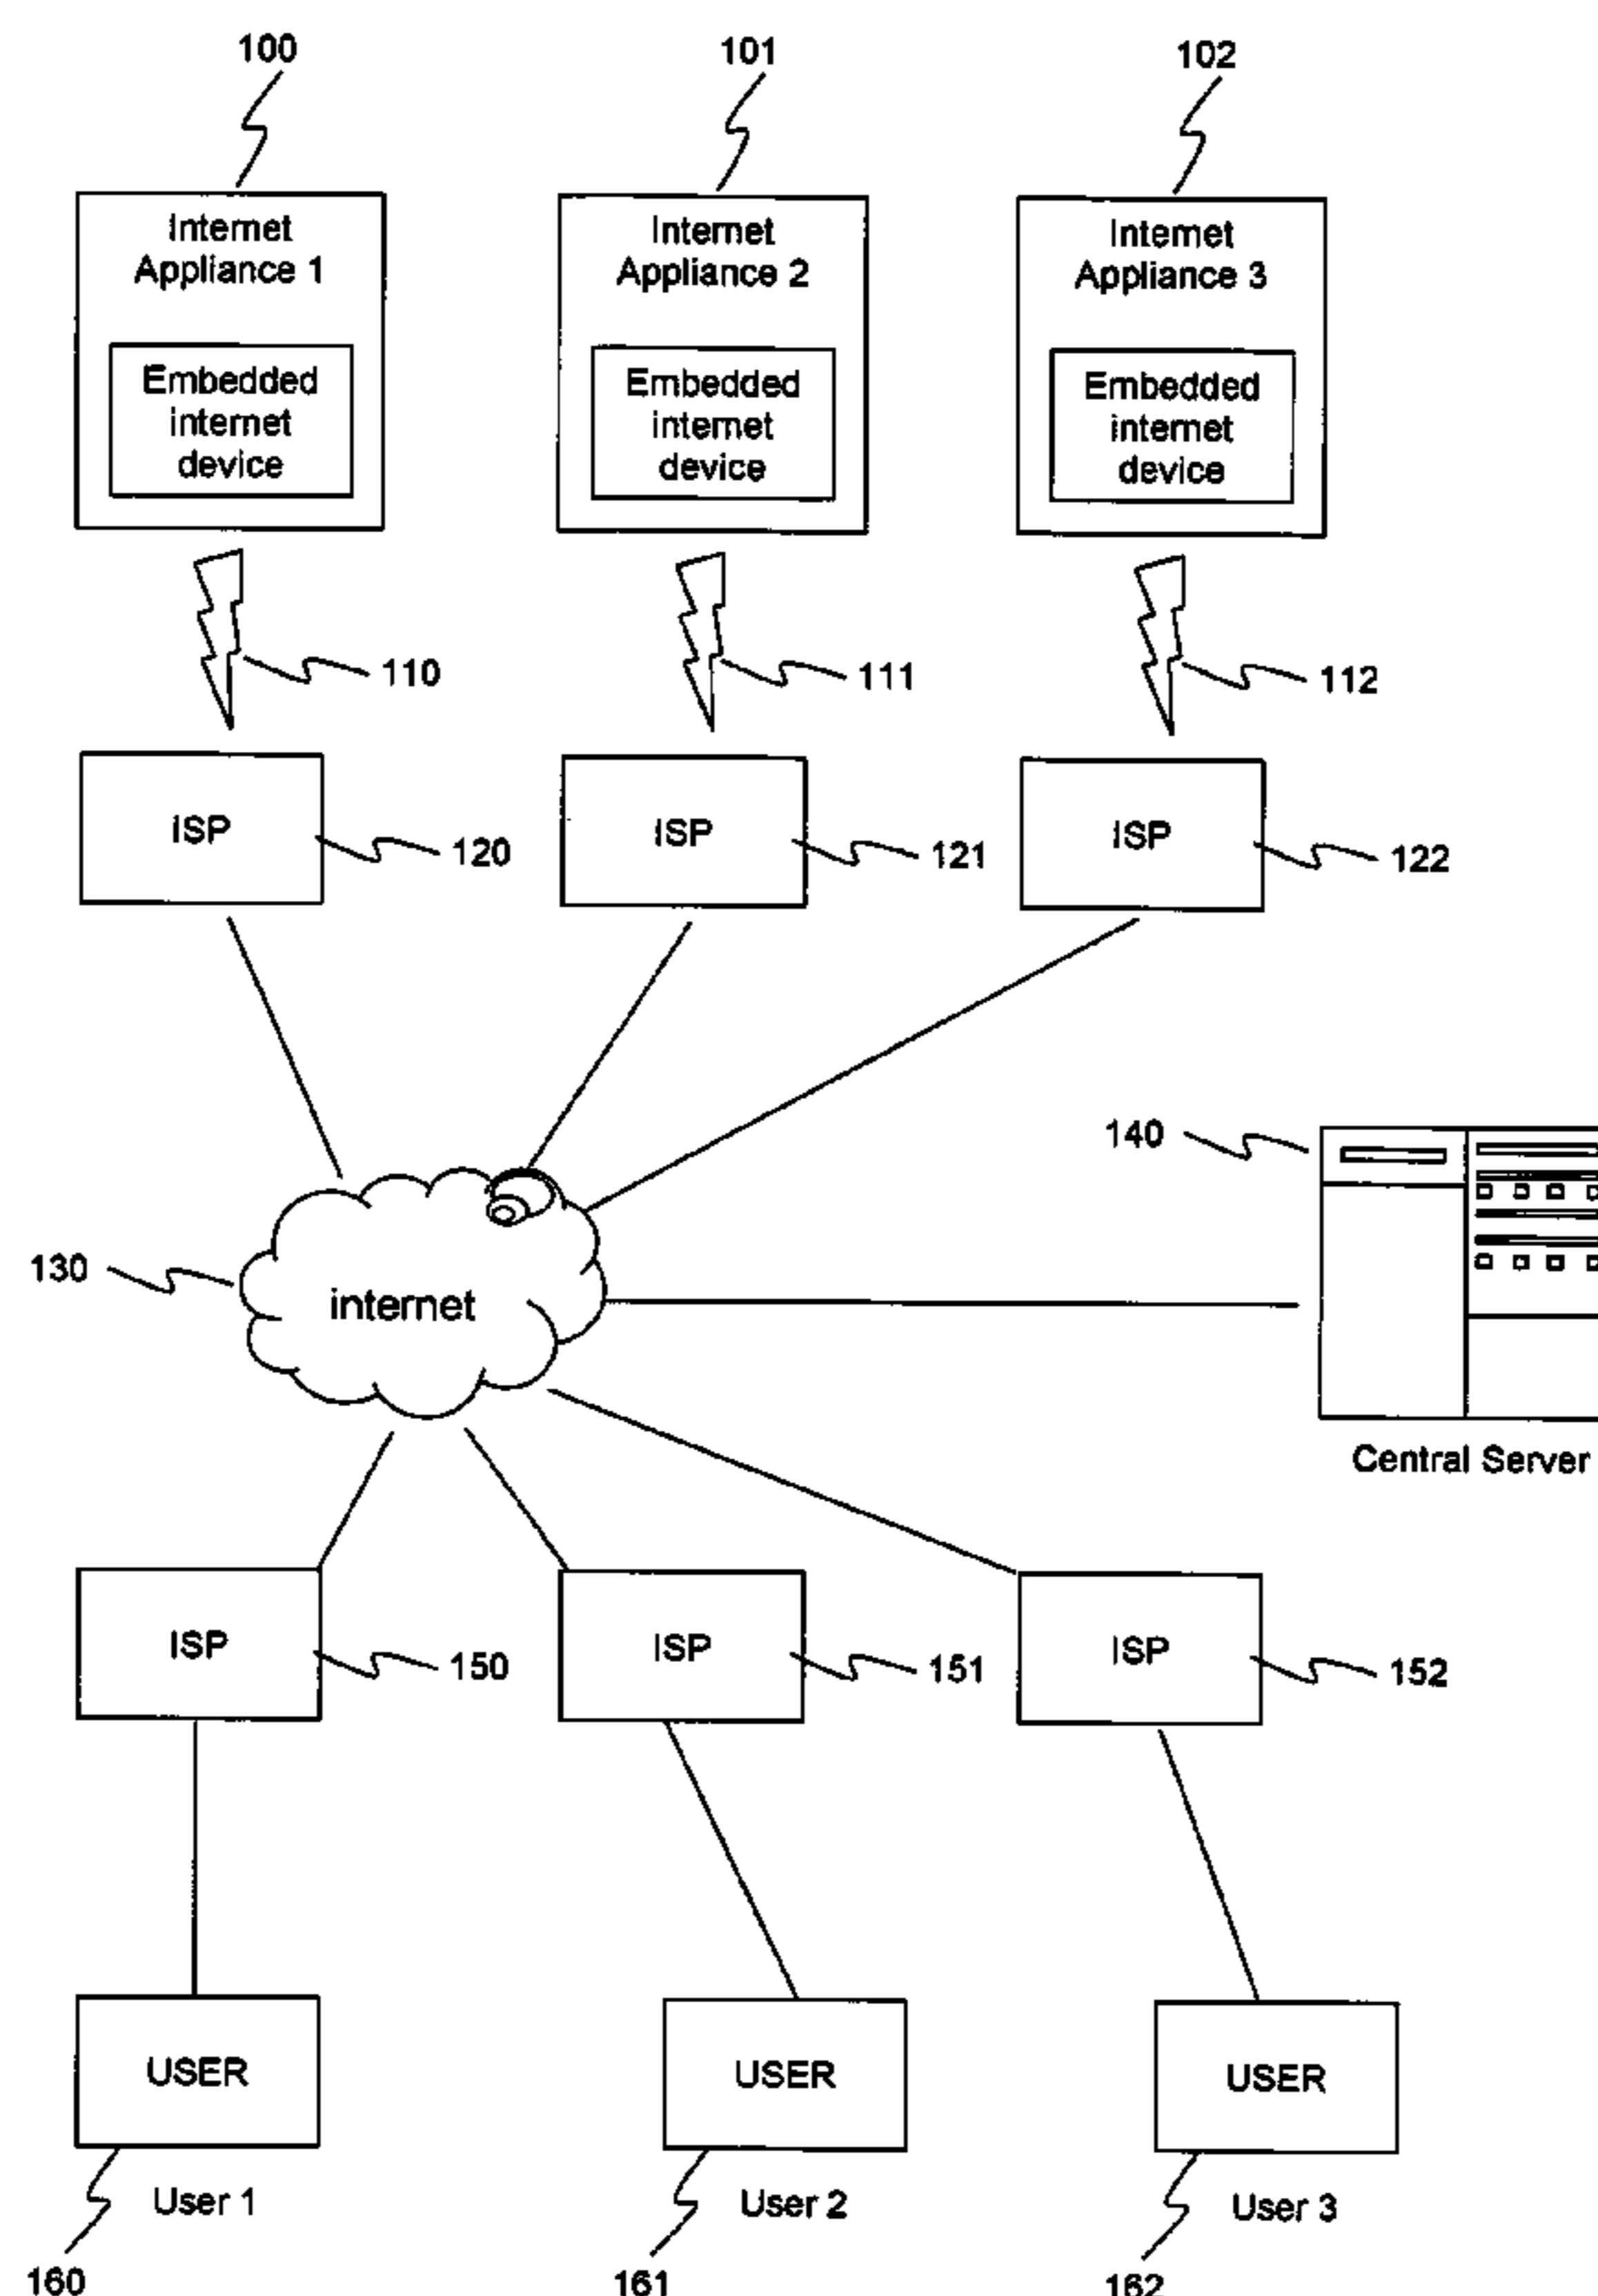 100
101
102
Internet
Appliance 1
Internet
Appliance 2
Internet
Appliance 3
Embedded
internet
device
Embedded
internet
device
Embedded
internet
device
110
111
112
ISP
ISP
ISP
120
121
122
140
130
internet
Central Server
ISP
ISP
ISP
150
151
152
USER
USER
USER
User 1
User 2
User 3
160
161
162